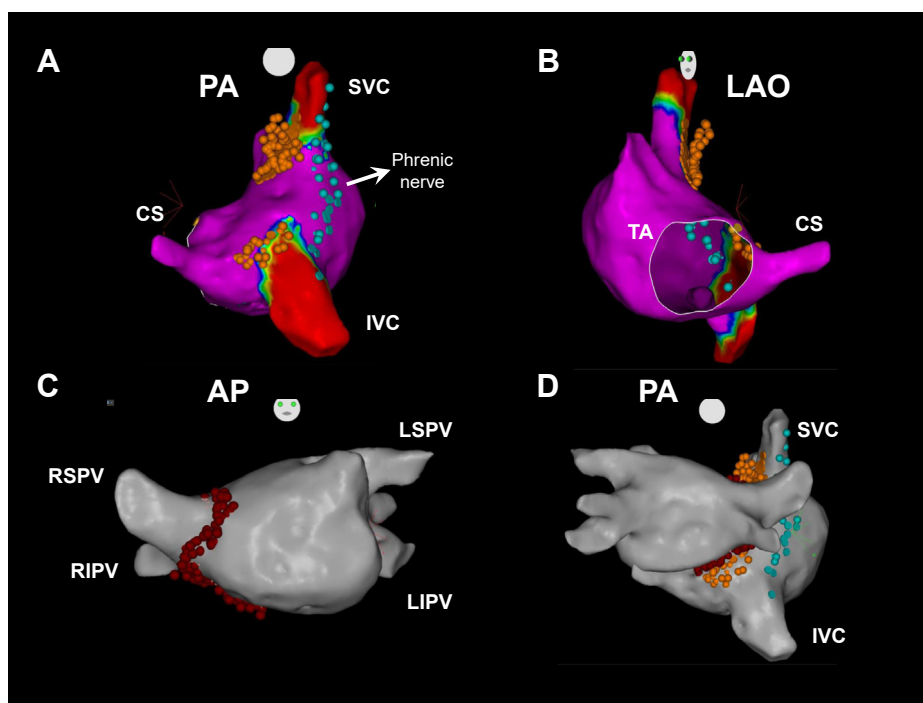 A
PA
SVC
Phrenic
nerve
CS
IVC
B
LAO
TA
CS
C
AP
LSPV
RSPV
RIPV
LIPV
D
PA
SVC
IVC